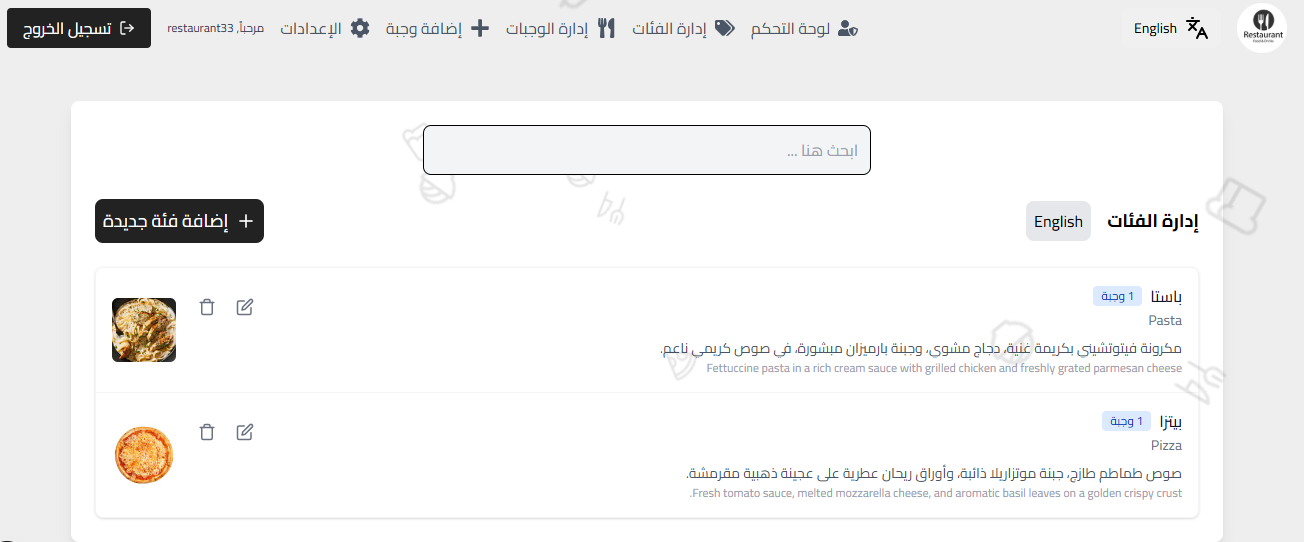 Restaurant
English
لوحة التحكم
إدارة الفئات
إدارة الوجبات
إضافة وجبة
الإعدادات
مرحباً, restaurant33
تسجيل الخروج
ابحث هنا ...
إدارة الفئات
English
إضافة فئة جديدة
باستا
1 وجبة
Pasta
مكرونة فيتوتشيني بكريمة غنية، دجاج مشوي، وجبنة بارميزان مبشورة، في صوص كريمي ناعم.
Fettuccine pasta in a rich cream sauce with grilled chicken and freshly grated parmesan cheese
بيتزا
1 وجبة
Pizza
صوص طماطم طازج، جبنة موتزاريلا ذائبة، وأوراق ريحان عطرية على عجينة ذهبية مقرمشة.
.Fresh tomato sauce, melted mozzarella cheese, and aromatic basil leaves on a golden crispy crust